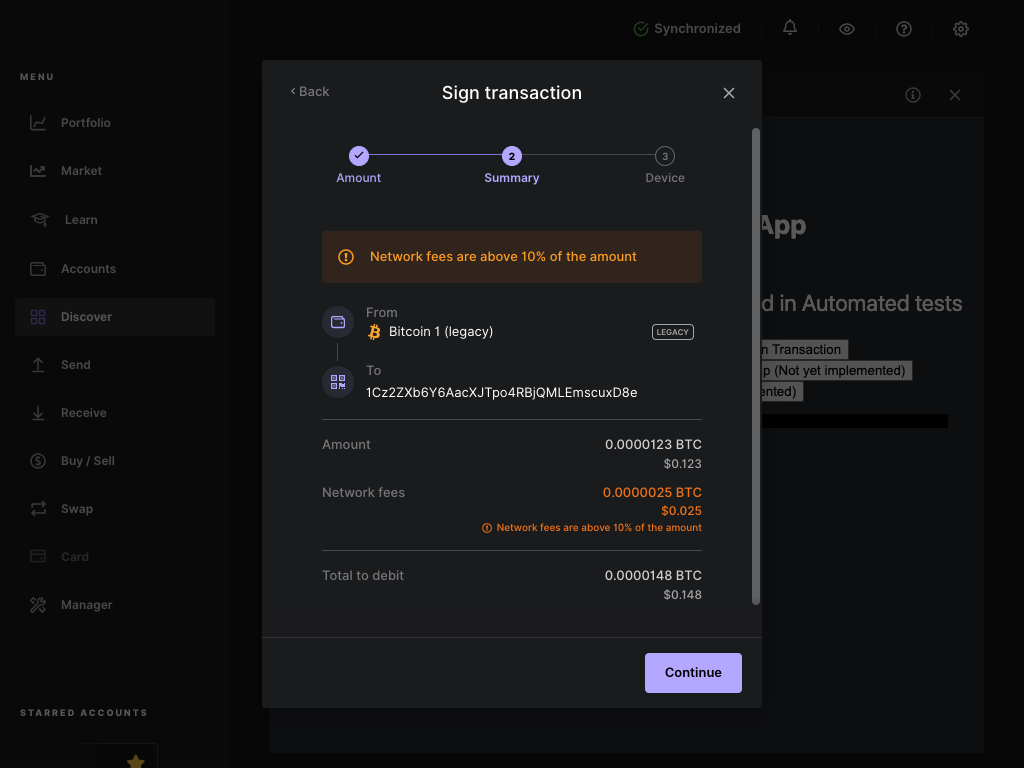 Synchronized
MENU
Portfolio
Market
Learn
Accounts
Discover
Send
Receive
Buy / Sell
Swap
Card
Manager
STARRED ACCOUNTS
Back
Sign transaction
2
3
Amount
Summary
Device
Network fees are above 10% of the amount
From
Bitcoin 1 (legacy)
LEGACY
To
1Cz2ZXb6Y6AacXJTpo4RBjQMLEmscuxD8e
Amount
0.0000123 BTC
$0.123
Network fees
0.0000025 BTC
$0.025
Network fees are above 10% of the amount
Total to debit
0.0000148 BTC
$0.148
Continue
App
d in Automated tests
n Transaction
p (Not yet implemented)
ented)